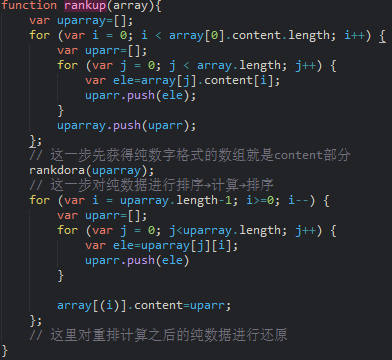 function rankup(array){
    var uparray=[];
    for (var i = 0; i < array[0].content.length; i++) {
        var uparr=[];
        for (var j = 0; j < array.length; j++) {
            var ele=array[j].content[i];
            uparr.push(ele);
        }
        uparray.push(uparr);
    };
    // 这一步先获得纯数字格式的数组就是content部分
    rankdora(uparray);
    // 这一步对纯数据进行排序→计算→排序
    for (var i = uparray.length-1; i>=0; i--) {
        var uparr=[];
        for (var j = 0; j<uparray.length; j++) {
            var ele=uparray[j][i];
            uparr.push(ele)
        }
        array[(i)].content=uparr;
    };
    // 这里对重排计算之后的纯数据进行还原
}